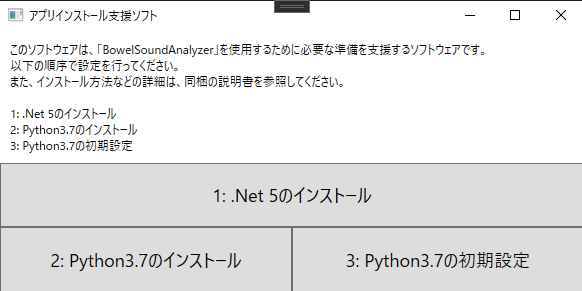 アプリインストール支援ソフト
このソフトウェアは、「BowelSoundAnalyzer」を使用するために必要な準備を支援するソフトウェアです。
以下の順序で設定を行ってください。
また、インストール方法などの詳細は、同梱の説明書を参照してください。
1: .Net 5のインストール
2: Python3.7のインストール
3: Python3.7の初期設定
1: .Net 5のインストール
2: Python3.7のインストール
3: Python3.7の初期設定